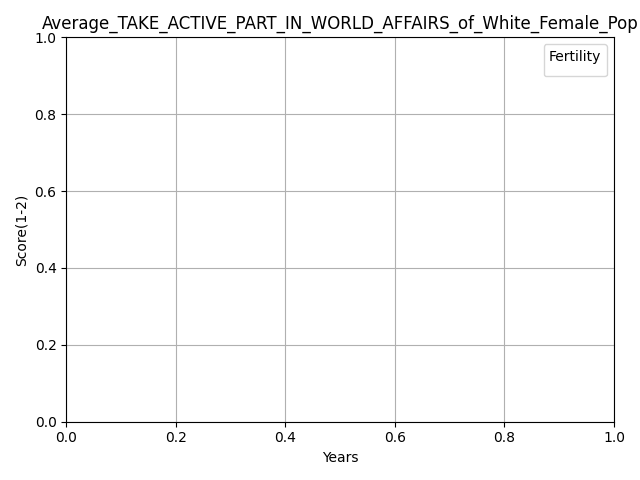 Average_TAKE_ACTIVE_PART_IN_WORLD_AFFAIRS_of_White_Female_Pop
Fertility
1.0
0.8
0.6
0.4
0.2
0.0
Score(1-2)
0.0 0.2 0.4 0.6 0.8 1.0
Years